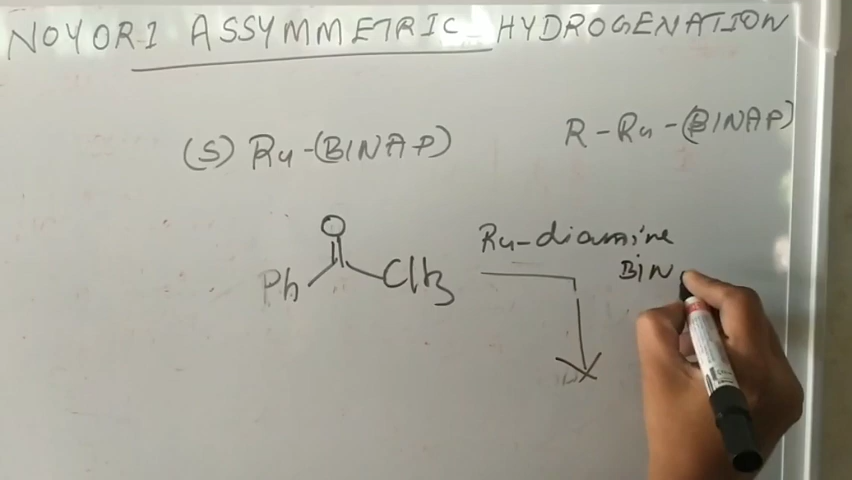 NOYORI ASSYMMETRIC HYDROGENATION
(S) Ru-(BINAP)
R-Ru-(BINAP)
O
Ph CH3
Ru-diamine
BiN